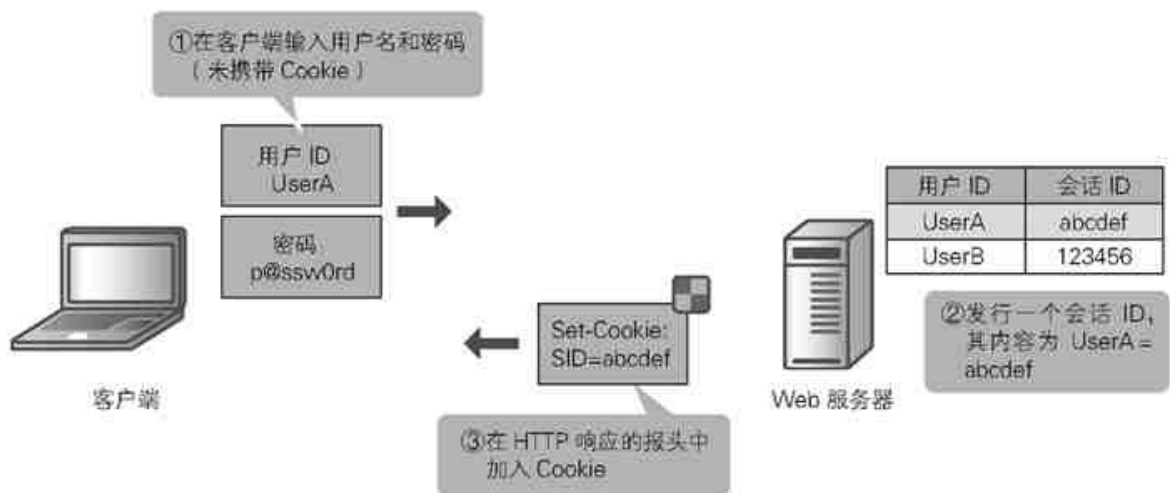 ①在客户端输入用户名和密码
（未携带 Cookie）
用户 ID
UserA
密码
p@ssw0rd
客户端
Set-Cookie:
SID=abcdef
③在 HTTP 响应的报头中
加入 Cookie
Web 服务器
用户 ID 会话 ID
UserA abcdef
UserB 123456
②发行一个会话 ID，
其内容为 UserA =
abcdef